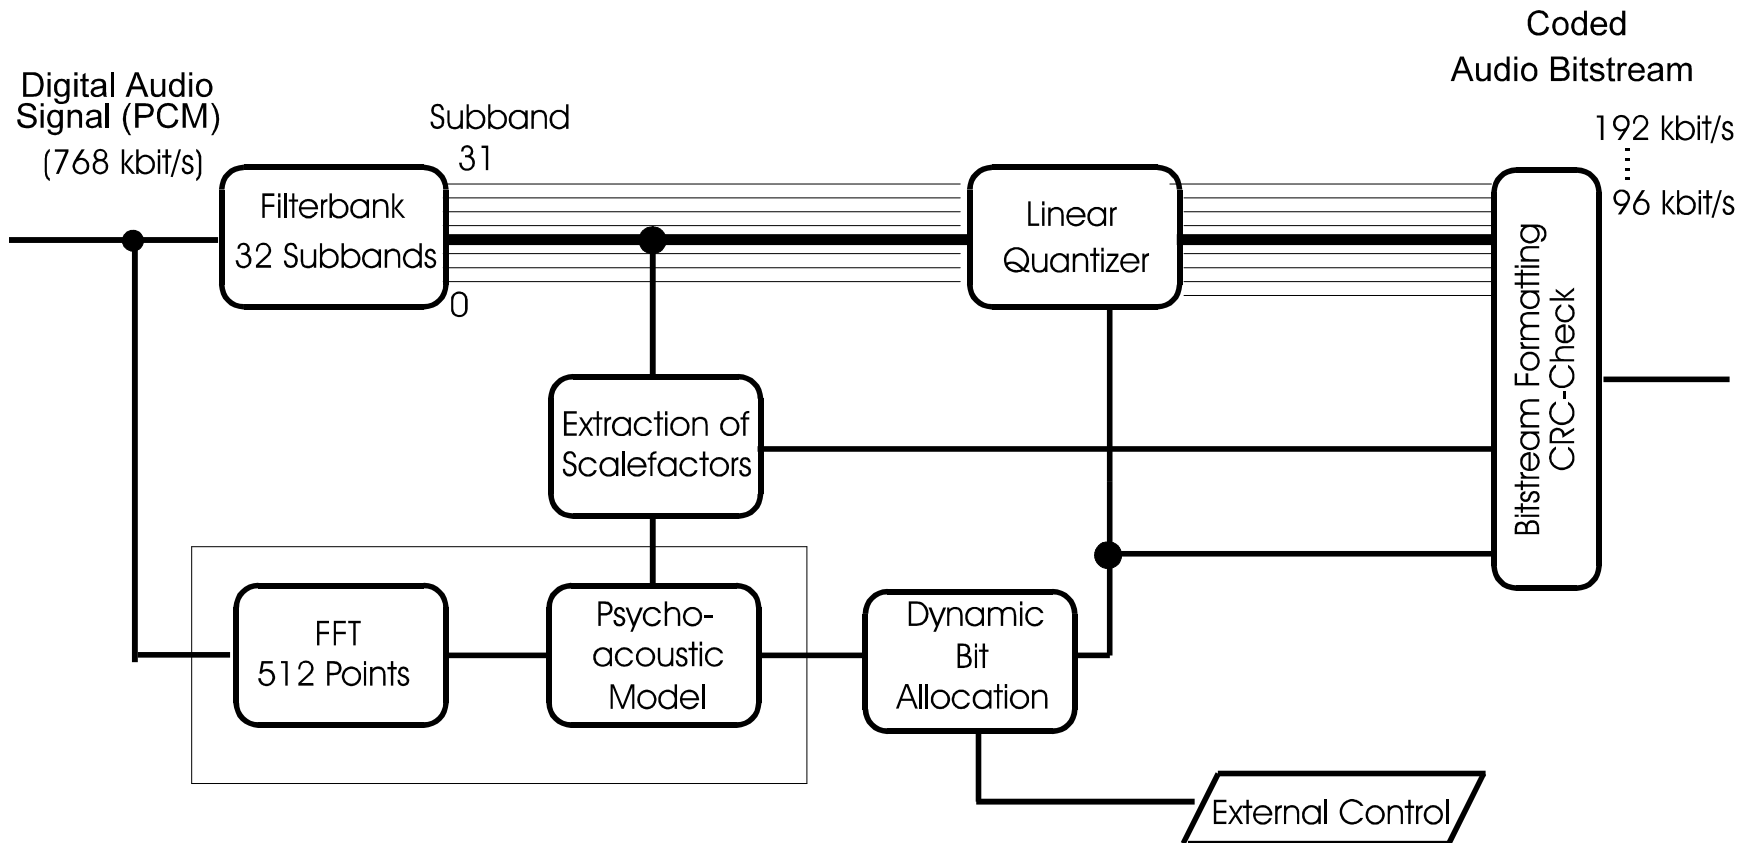 Coded
Audio Bitstream
Digital Audio
Signal (PCM)
(768 kbit/s)
Subband
31
192 kbit/s
96 kbit/s
Filterbank
32 Subbands
0
Linear
Quantizer
Bitstream Formatting
CRC-Check
Extraction of
Scalefactors
FFT
512 Points
Psycho-
acoustic
Model
Dynamic
Bit
Allocation
External Control